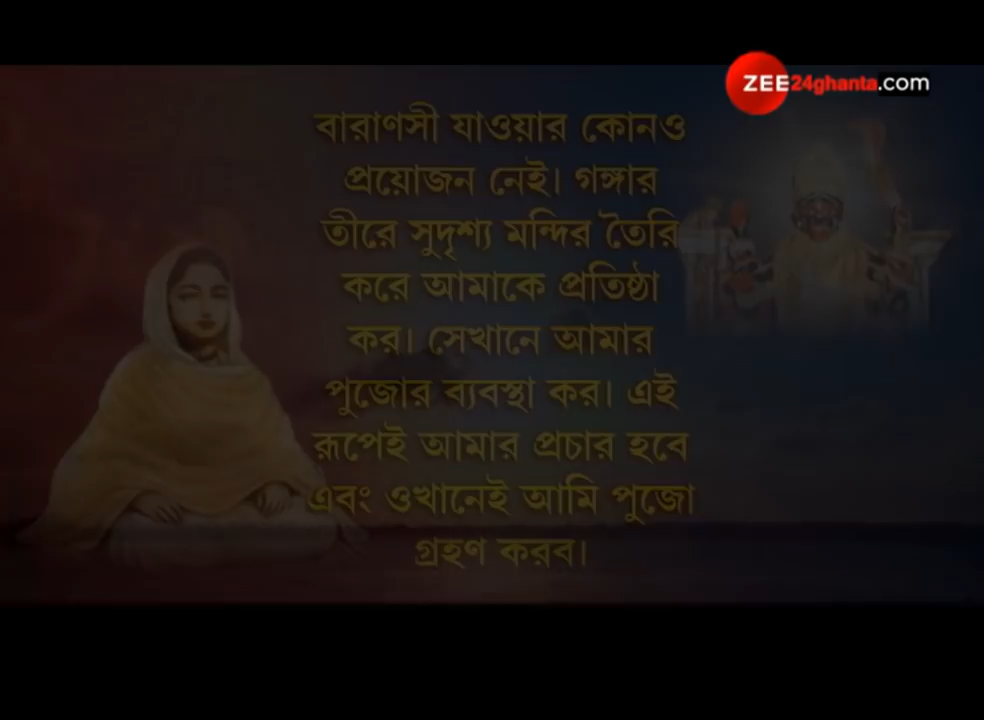 ZEE24ghanta.com
বারাণসী যাওয়ার কোনও
প্রয়োজন নেই। গঙ্গার
তীরে সুদৃশ্য মন্দির তৈরি
করে আমাকে প্রতিষ্ঠা
কর। সেখানে আমার
পুজোর ব্যবস্থা কর। এই
রূপেই আমার প্রচার হবে
এবং ওখানেই আমি পুজো
গ্রহণ করব।